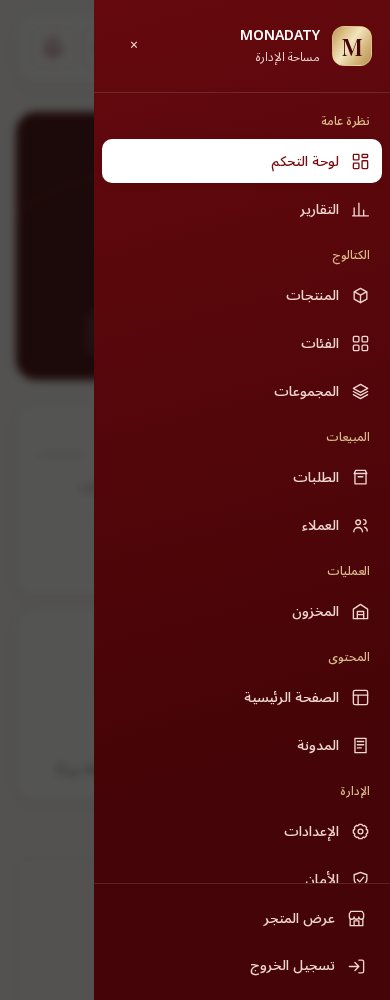 MONADATY
مساحة الإدارة
×
M
نظرة عامة
لوحة التحكم
التقارير
الكتالوج
المنتجات
الفئات
المجموعات
المبيعات
الطلبات
العملاء
العمليات
المخزون
المحتوى
الصفحة الرئيسية
المدونة
الإدارة
الإعدادات
الأمان
عرض المتجر
تسجيل الخروج